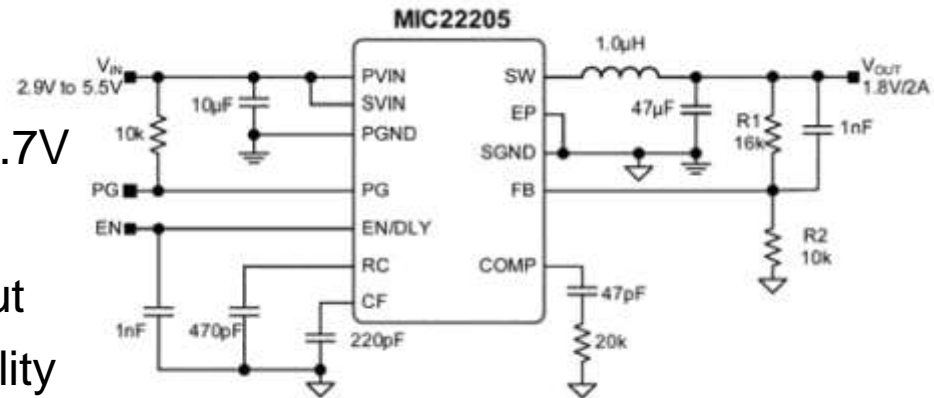 MIC22205
1.0µH
V_IN
2.9V to 5.5V
PVIN
SW
V_OUT
1.8V/2A
SVIN
10µF
EP
47µF
.7V
10k
PGND
SGND
R1
16k
1nF
PG
PG
FB
EN
EN/DLY
R2
10k
RC
COMP
ut
CF
47pF
1nF
470pF
220pF
20k
lity